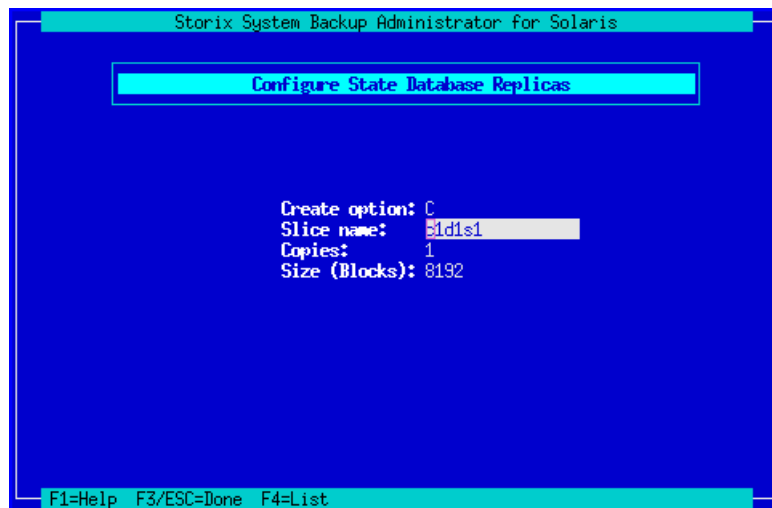 Storix System Backup Administrator for Solaris
Configure State Database Replicas
Create option: C
Slice name: c1d1s1
Copies: 1
Size (Blocks): 8192
F1=Help F3/ESC=Done F4=List